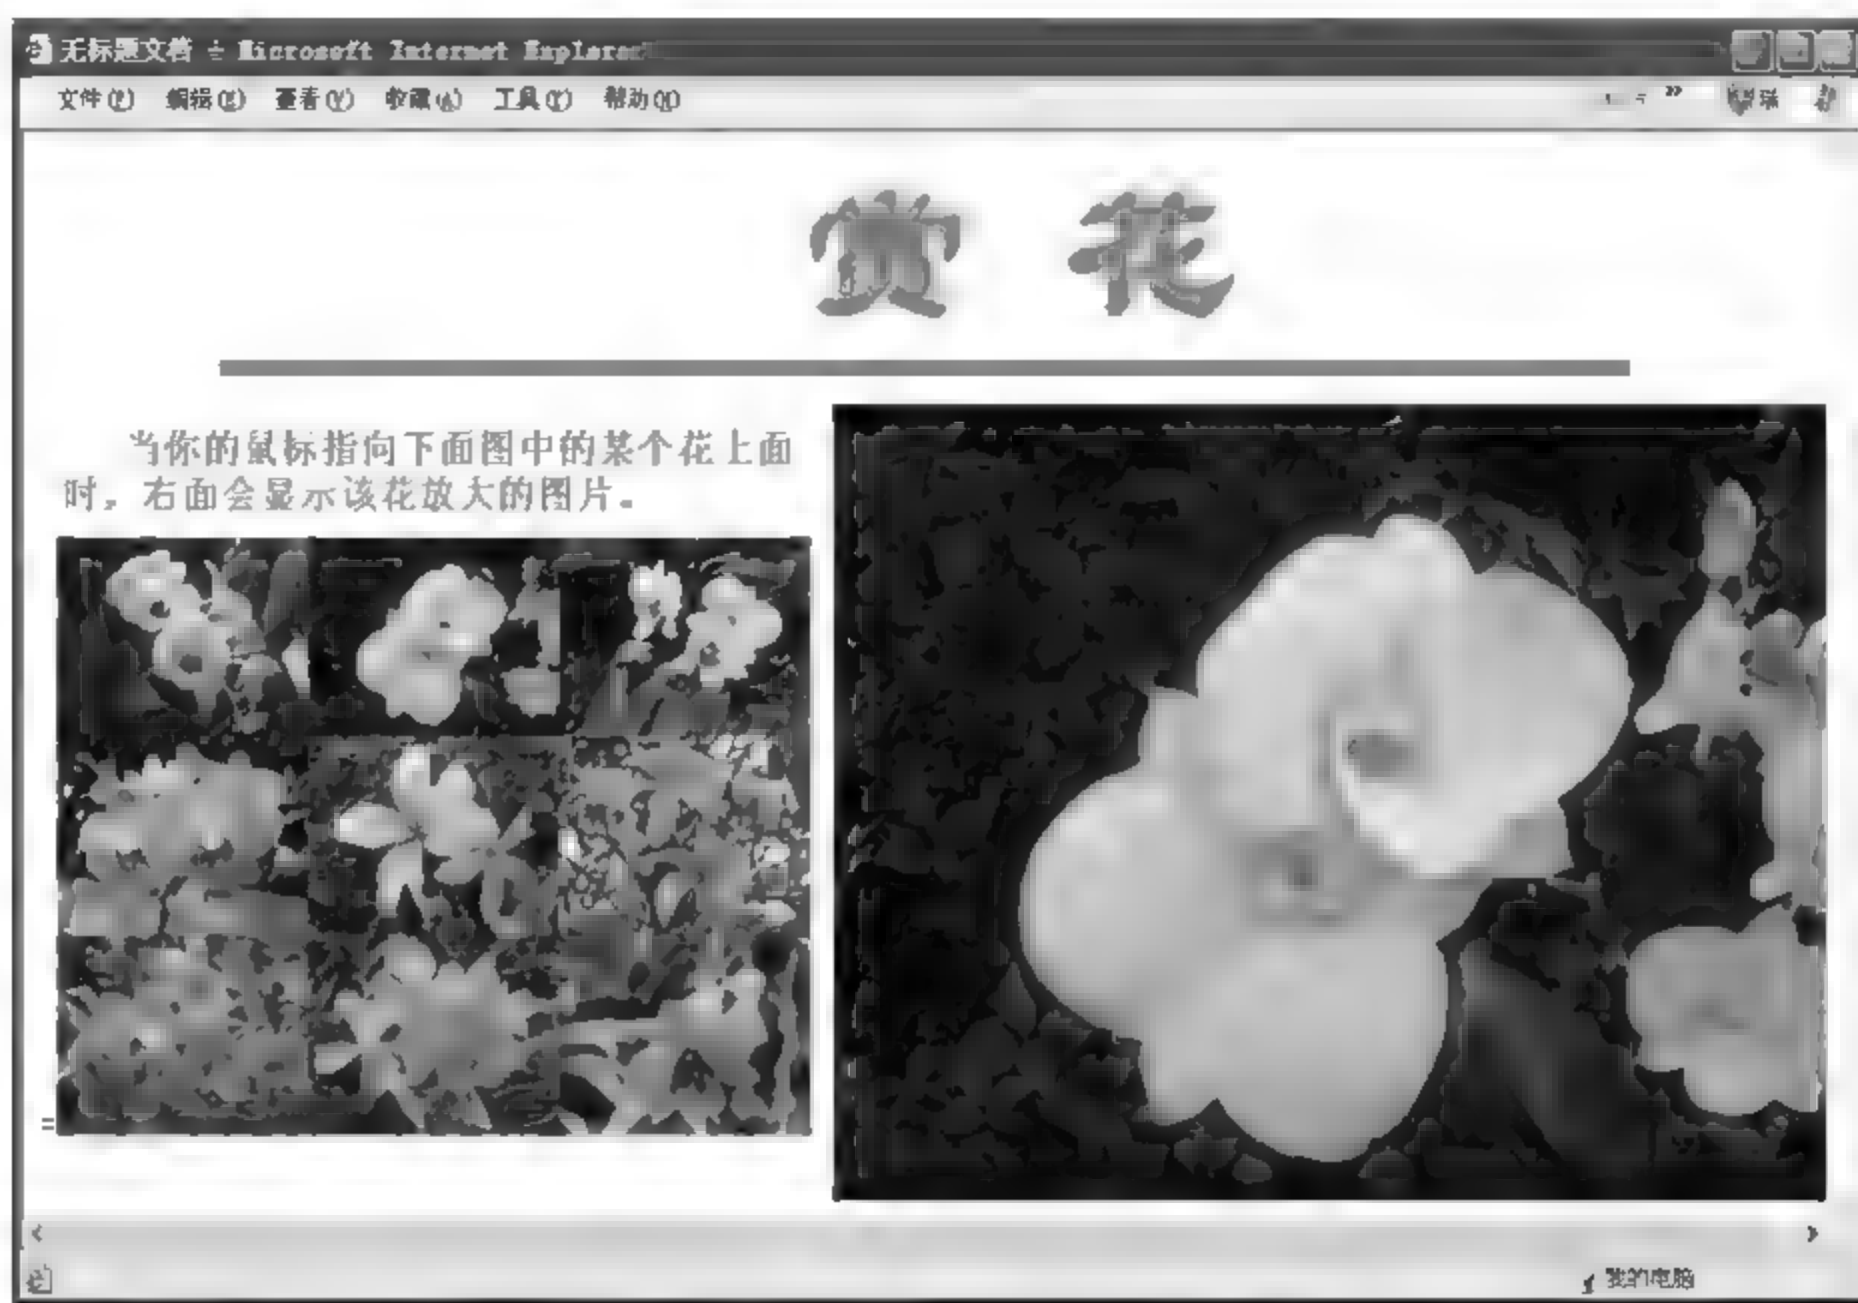 无标题文档 - Microsoft Internet Explorer
文件(F) 编辑(E) 查看(V) 收藏(A) 工具(T) 帮助(H) »
赏 花
当你的鼠标指向下面图中的某个花上面
时，右面会显示该花放大的图片。
我的电脑